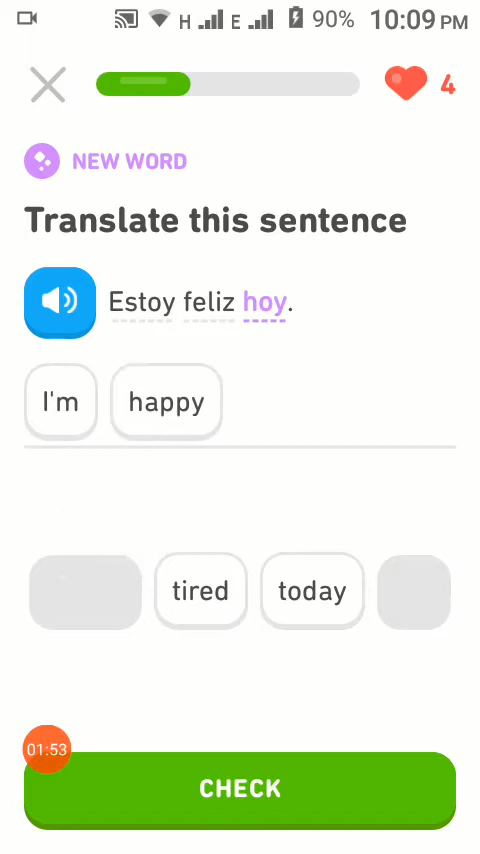 H E 90% 10:09 PM
4
NEW WORD
Translate this sentence
Estoy feliz hoy.
I'm happy
tired today
01:53
CHECK